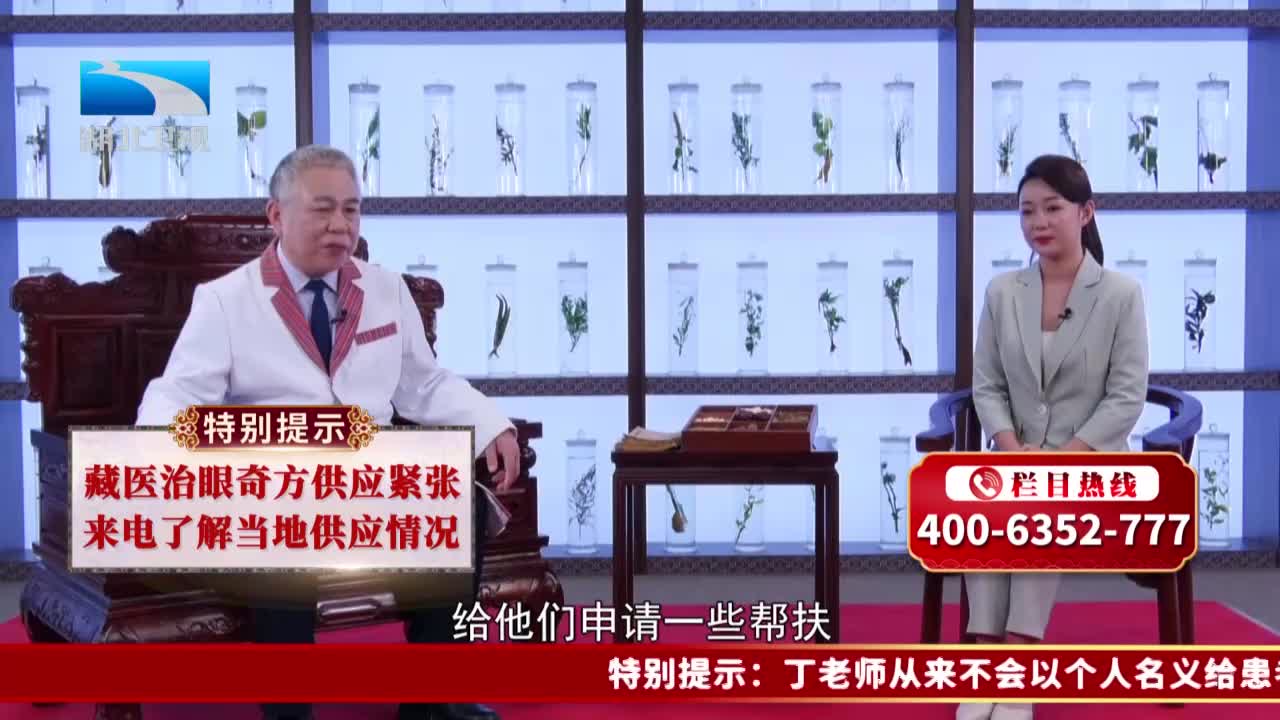 湖北卫视
特别提示
藏医治眼奇方供应紧张
来电了解当地供应情况
栏目热线
400-6352-777
给他们申请一些帮扶
特别提示：丁老师从来不会以个人名义给患